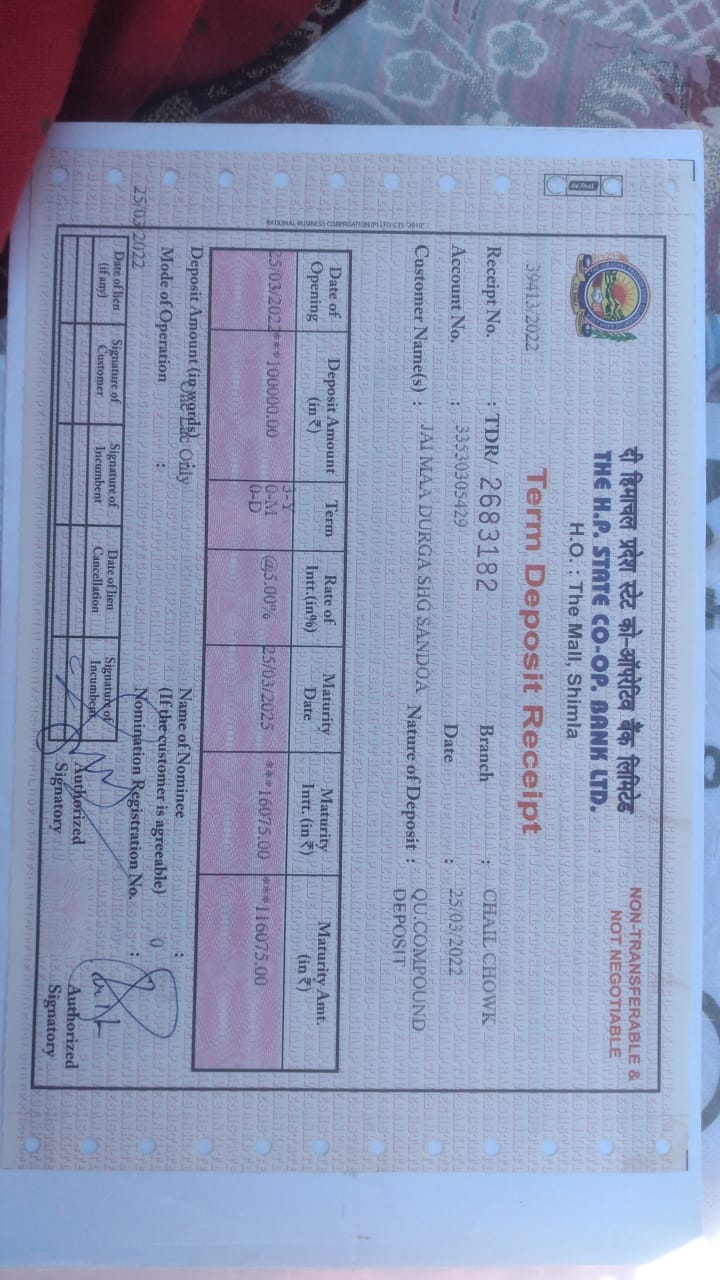 दी हिमाचल प्रदेश स्टेट को-ऑपरेटिव बैंक लिमिटेड
THE H.P. STATE CO-OP. BANK LTD.
H.O. : The Mall, Shimla
NON-TRANSFERABLE &
NOT NEGOTIABLE
Term Deposit Receipt
39413/2022
Receipt No. : TDR/ 2683182 Branch : CHAIL CHOWK
Account No. : 33530305429 Date : 25/03/2022
Customer Name(s) : JAI MAA DURGA SHG SANDOA Nature of Deposit : QU.COMPOUND
DEPOSIT
Date of Opening Deposit Amount (in ₹) Term Rate of Intt.(in%) Maturity Date Maturity Intt. (in ₹) Maturity Amt. (in ₹)
25/03/2022 ***100000.00 3-Y 0-M 0-D @5.00% 25/03/2025 ***16075.00 ***116075.00
Deposit Amount (in words) One Lac Only
Name of Nominee :
Mode of Operation : (If the customer is agreeable) 0
25/03/2022
Nomination Registration No. :
Date of lien (if any) Signature of Customer Signature of Incumbent Date of lien Cancellation Signature of Incumbent
Authorized Signatory
Authorized Signatory
NATIONAL BUSINESS CORPORATION (P) LTD. CTS "2010"